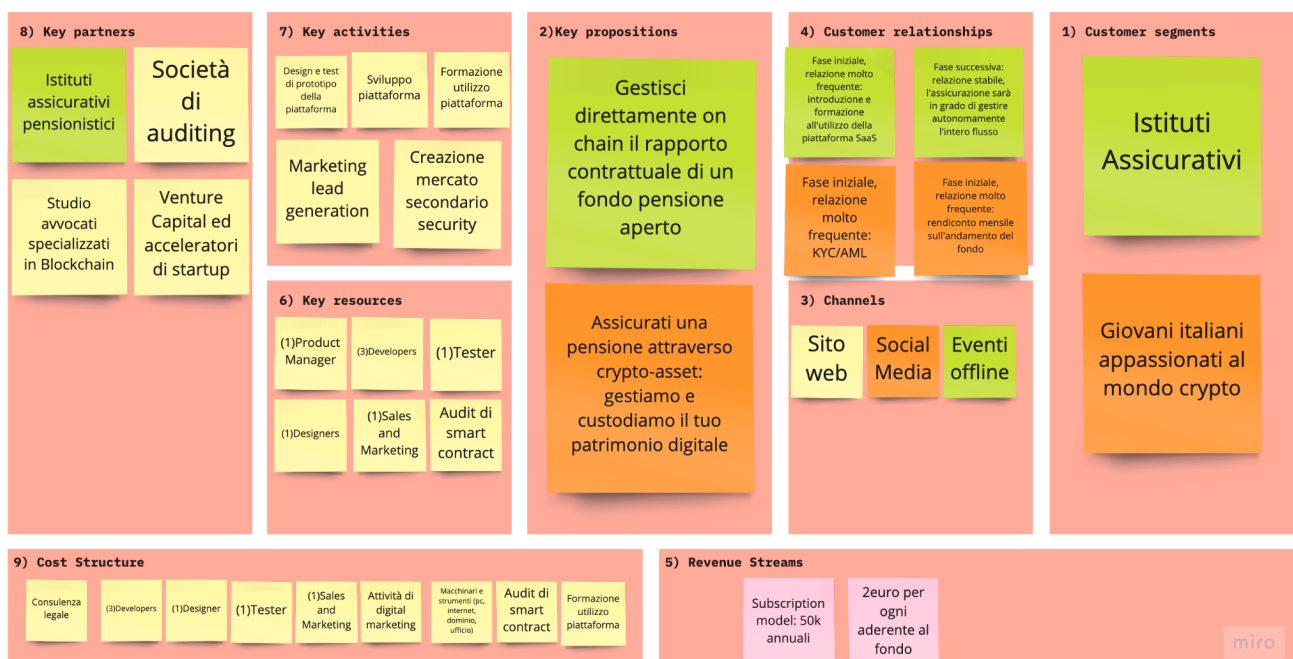 8) Key partners
Istituti
assicurativi
pensionistici
Società
di
auditing
Studio
avvocati
specializzati
in Blockchain
Venture
Capital ed
acceleratori
di startup
7) Key activities
Design e test
di prototipo
della
piattaforma
Sviluppo
piattaforma
Formazione
utilizzo
piattaforma
Marketing
lead
generation
Creazione
mercato
secondario
security
6) Key resources
(1)Product
Manager
(3)Developers
(1)Tester
(1)Designers
(1)Sales
and
Marketing
Audit di
smart
contract
2)Key propositions
Gestisci
direttamente on
chain il rapporto
contrattuale di un
fondo pensione
aperto
Assicurati una
pensione attraverso
crypto-asset:
gestiamo e
custodiamo il tuo
patrimonio digitale
4) Customer relationships
Fase iniziale,
relazione molto
frequente:
introduzione e
formazione
all'utilizzo della
piattaforma SaaS
Fase successiva:
relazione stabile,
l'assicurazione sarà
in grado di gestire
autonomamente
l'intero flusso
Fase iniziale,
relazione
molto
frequente:
KYC/AML
Fase iniziale,
relazione molto
frequente:
rendiconto mensile
sull'andamento del
fondo
3) Channels
Sito
web
Social
Media
Eventi
offline
1) Customer segments
Istituti
Assicurativi
Giovani italiani
appassionati al
mondo crypto
9) Cost Structure
Consulenza
legale
(3)Developers
(1)Designer
(1)Tester
(1)Sales
and
Marketing
Attività di
digital
marketing
Macchinari e
strumenti (pc,
internet,
dominio,
ufficio)
Audit di
smart
contract
Formazione
utilizzo
piattaforma
5) Revenue Streams
Subscription
model: 50k
annuali
2euro per
ogni
aderente al
fondo
miro